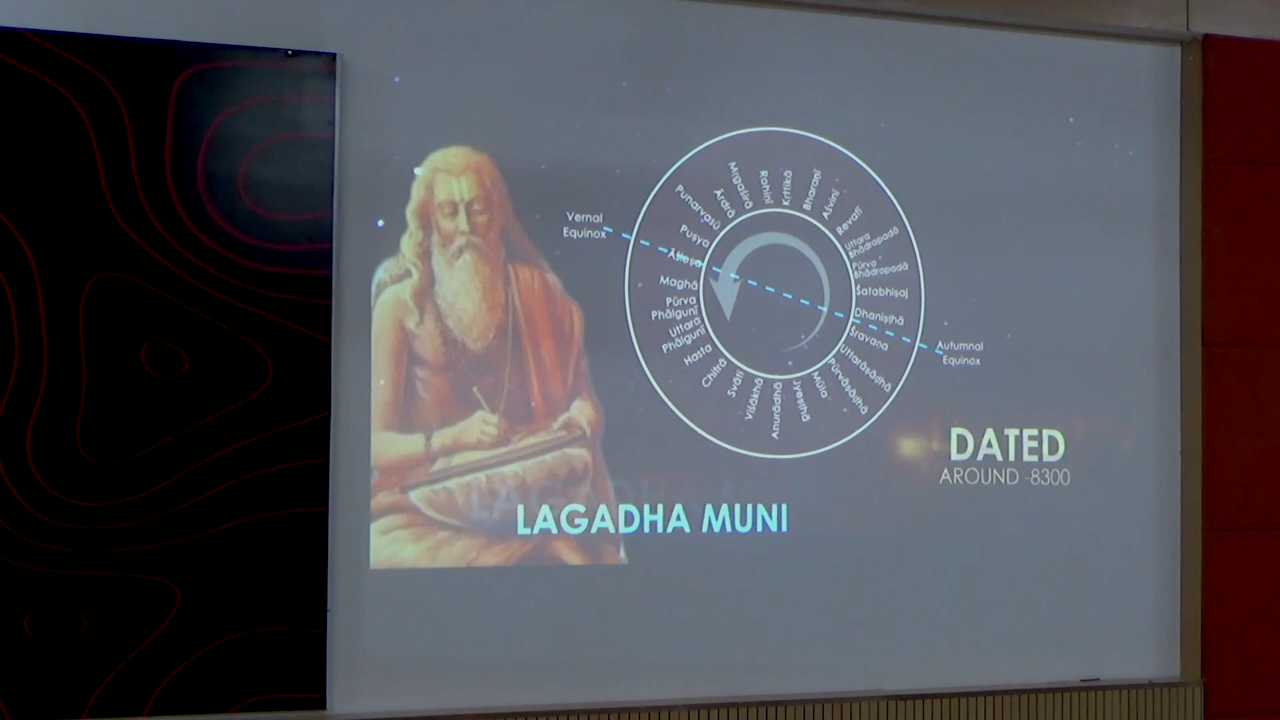 Vernal
Equinox
Punarvasū
Ārdrā
Mṛgaśirā
Rohiṇī
Kṛttikā
Bharaṇī
Aśvinī
Revatī
Uttara
Bhādrapadā
Pūrva
Bhādrapadā
Śatabhiṣaj
Dhaniṣṭhā
Śravaṇa
Uttarāṣāḍhā
Pūrvāṣāḍhā
Mūla
Jyeṣṭhā
Anurādhā
Viśākhā
Svāti
Chitrā
Hasta
Uttara
Phālgunī
Pūrva
Phālgunī
Maghā
Āśleṣa
Puṣya
Autumnal
Equinox
DATED
AROUND -8300
LAGADHA MUNI